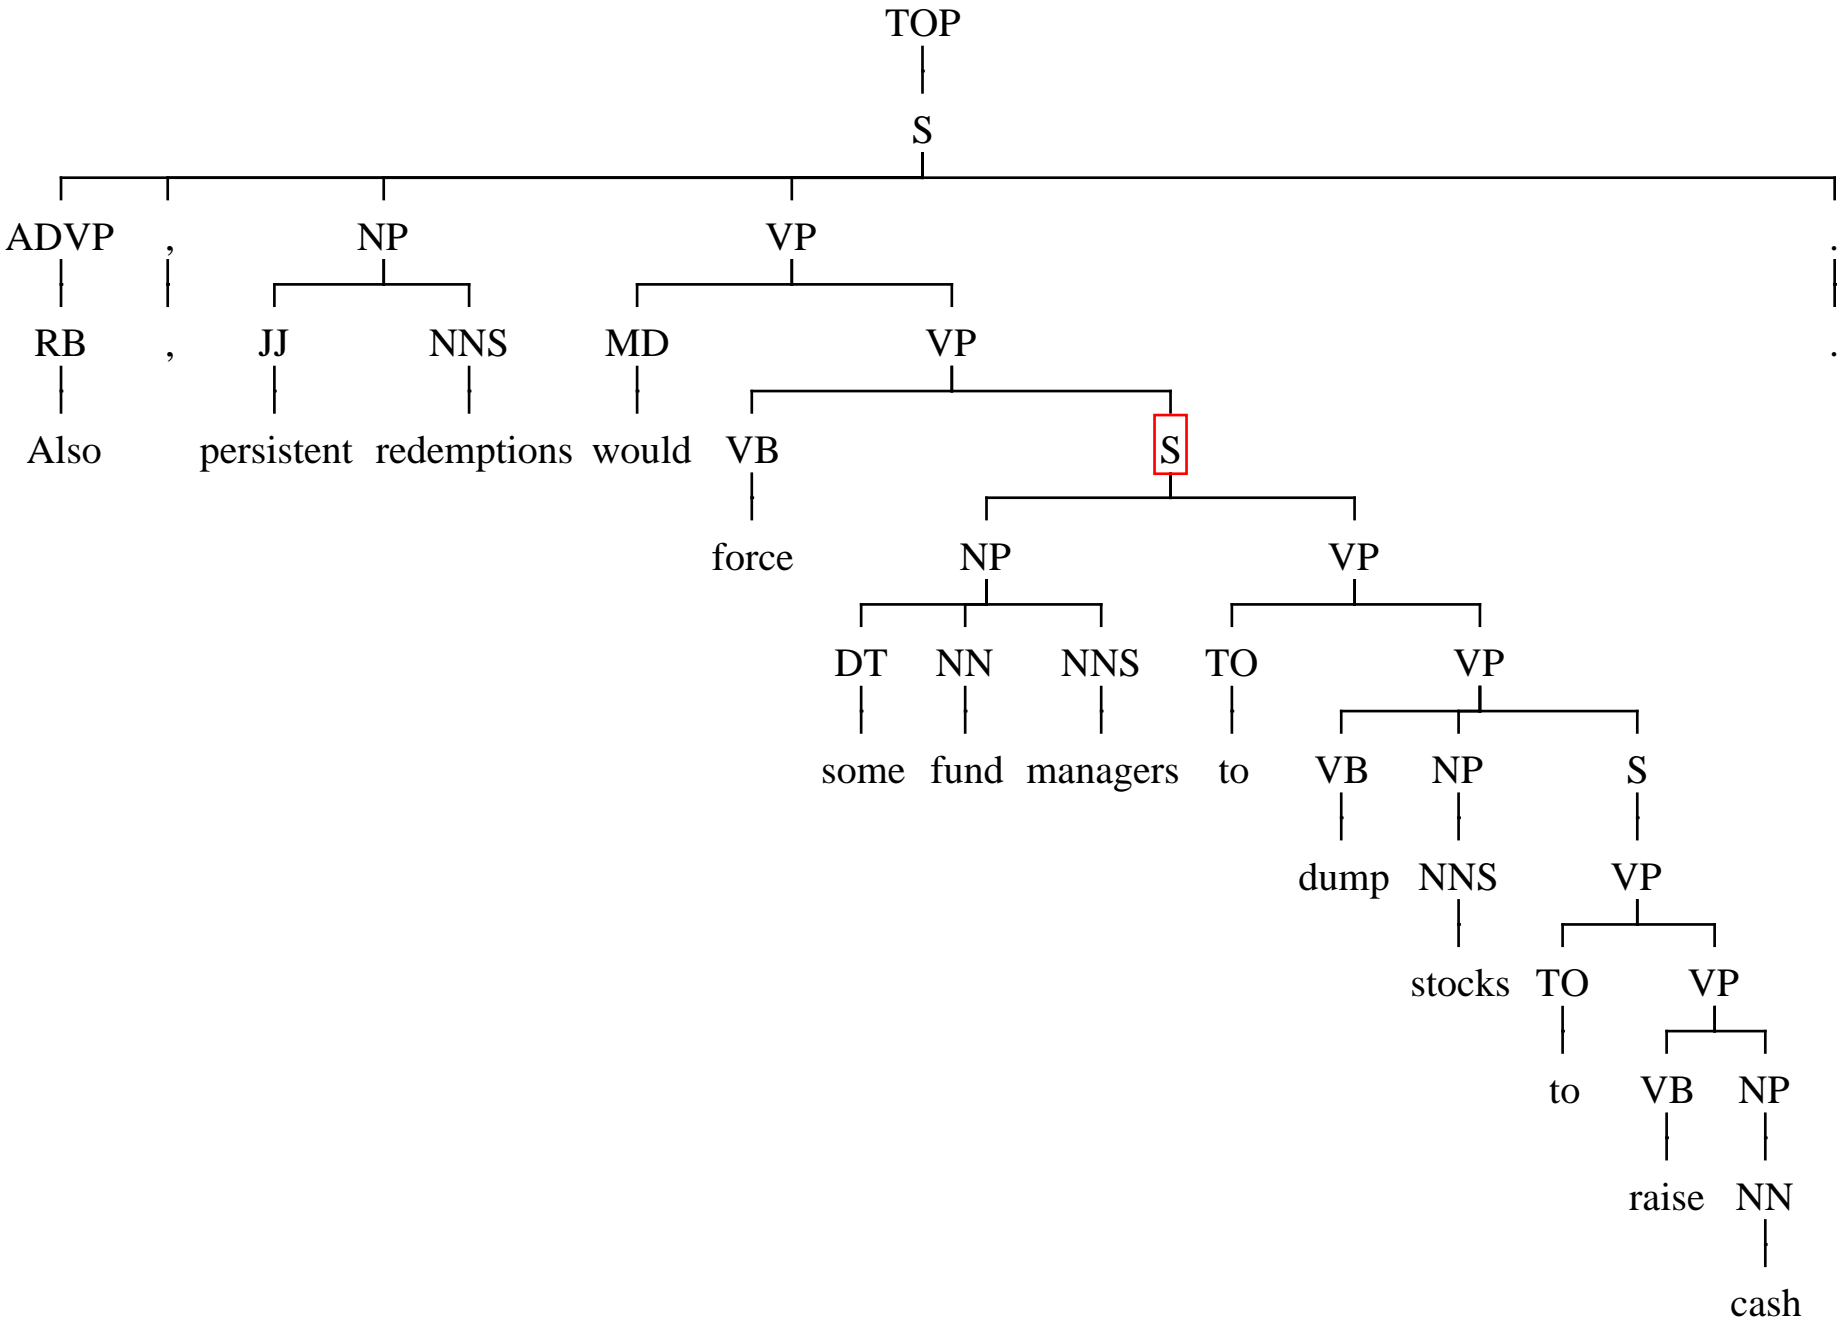 TOP
S
ADVP , NP VP .
RB , JJ NNS MD VP .
Also persistent redemptions would VB S
force NP VP
DT NN NNS TO VP
some fund managers to VB NP S
dump NNS VP
stocks TO VP
to VB NP
raise NN
cash